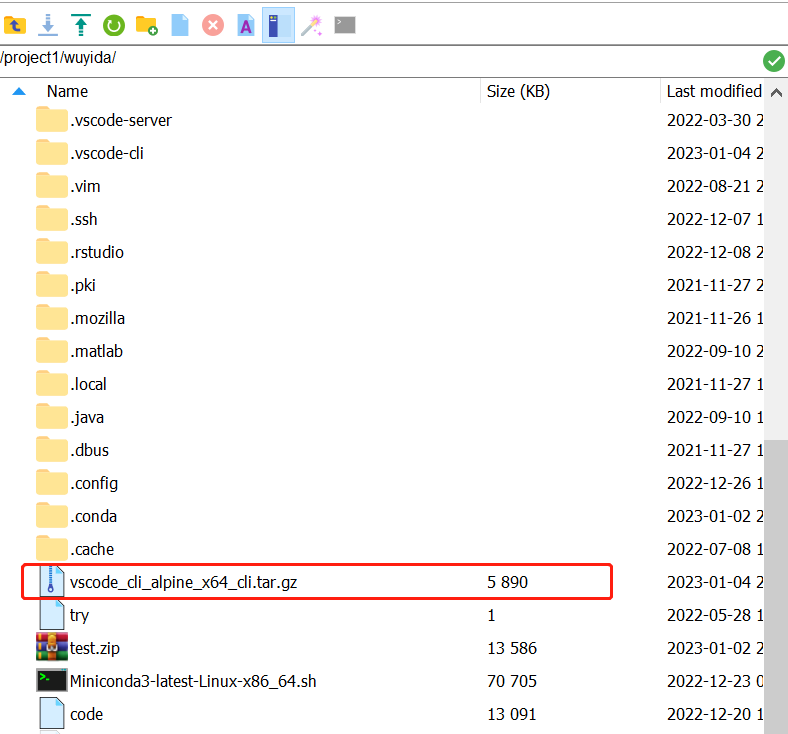 /project1/wuyida/
Name Size (KB) Last modified
.vscode-server 2022-03-30 2
.vscode-cli 2023-01-04 2
.vim 2022-08-21 2
.ssh 2022-12-07 1
.rstudio 2022-12-08 2
.pki 2021-11-27 2
.mozilla 2021-11-26 1
.matlab 2022-09-10 2
.local 2021-11-27 1
.java 2022-09-10 2
.dbus 2021-11-27 1
.config 2022-12-26 1
.conda 2023-01-02 2
.cache 2022-07-08 1
vscode_cli_alpine_x64_cli.tar.gz 5 890 2023-01-04 2
try 1 2022-05-28 1
test.zip 13 586 2023-01-02 2
Miniconda3-latest-Linux-x86_64.sh 70 705 2022-12-23 0
code 13 091 2022-12-20 1